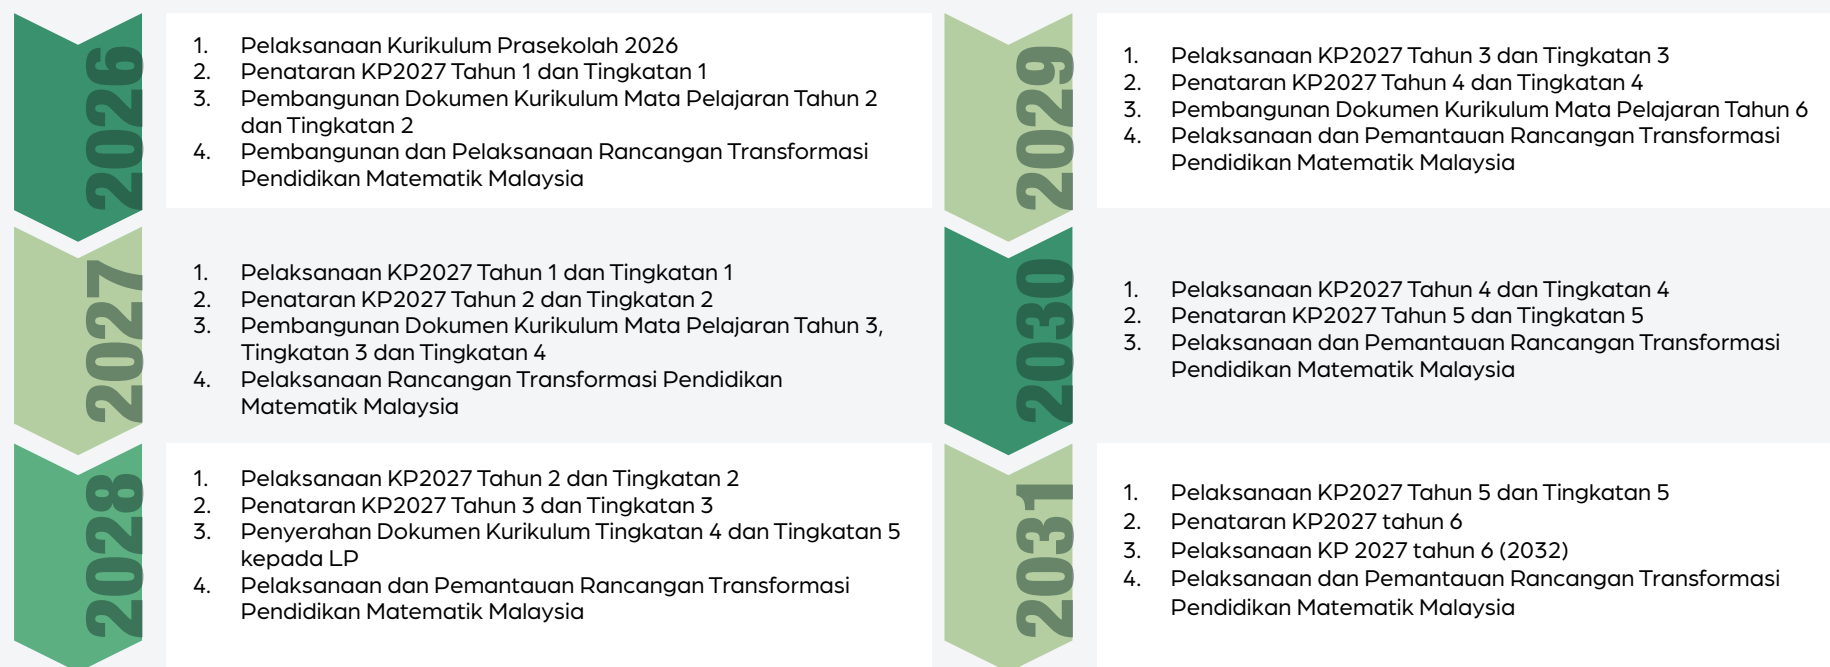 2026
1. Pelaksanaan Kurikulum Prasekolah 2026
2. Penataran KP2027 Tahun 1 dan Tingkatan 1
3. Pembangunan Dokumen Kurikulum Mata Pelajaran Tahun 2
dan Tingkatan 2
4. Pembangunan dan Pelaksanaan Rancangan Transformasi
Pendidikan Matematik Malaysia
2027
1. Pelaksanaan KP2027 Tahun 1 dan Tingkatan 1
2. Penataran KP2027 Tahun 2 dan Tingkatan 2
3. Pembangunan Dokumen Kurikulum Mata Pelajaran Tahun 3,
Tingkatan 3 dan Tingkatan 4
4. Pelaksanaan Rancangan Transformasi Pendidikan
Matematik Malaysia
2028
1. Pelaksanaan KP2027 Tahun 2 dan Tingkatan 2
2. Penataran KP2027 Tahun 3 dan Tingkatan 3
3. Penyerahan Dokumen Kurikulum Tingkatan 4 dan Tingkatan 5
kepada LP
4. Pelaksanaan dan Pemantauan Rancangan Transformasi
Pendidikan Matematik Malaysia
2029
1. Pelaksanaan KP2027 Tahun 3 dan Tingkatan 3
2. Penataran KP2027 Tahun 4 dan Tingkatan 4
3. Pembangunan Dokumen Kurikulum Mata Pelajaran Tahun 6
4. Pelaksanaan dan Pemantauan Rancangan Transformasi
Pendidikan Matematik Malaysia
2030
1. Pelaksanaan KP2027 Tahun 4 dan Tingkatan 4
2. Penataran KP2027 Tahun 5 dan Tingkatan 5
3. Pelaksanaan dan Pemantauan Rancangan Transformasi
Pendidikan Matematik Malaysia
2031
1. Pelaksanaan KP2027 Tahun 5 dan Tingkatan 5
2. Penataran KP2027 tahun 6
3. Pelaksanaan KP 2027 tahun 6 (2032)
4. Pelaksanaan dan Pemantauan Rancangan Transformasi
Pendidikan Matematik Malaysia